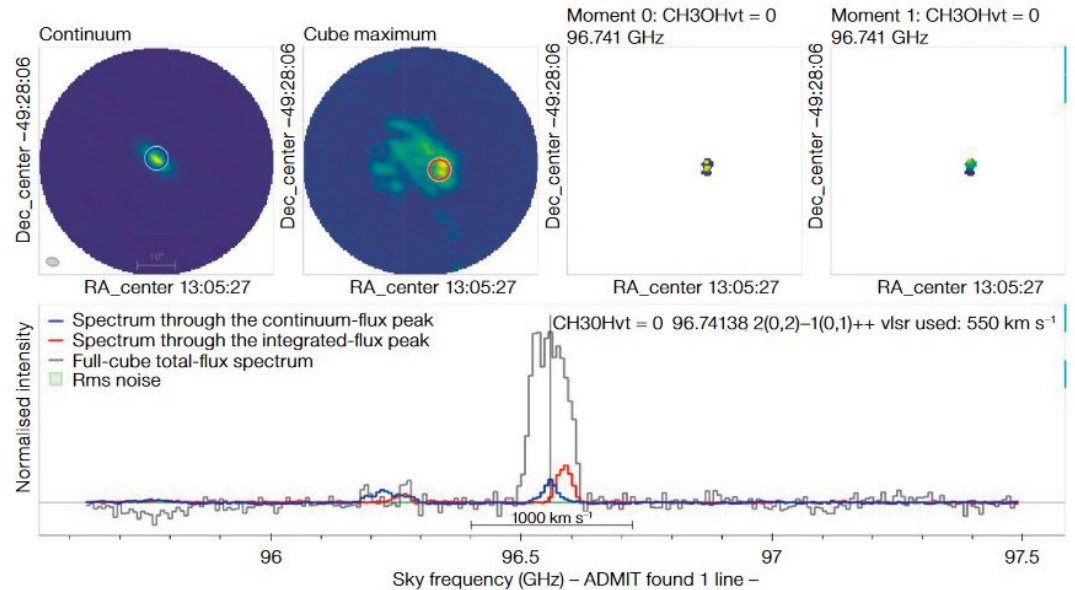 Continuum
Cube maximum
Moment 0: CH3OHvt = 0
96.741 GHz
Moment 1: CH3OHvt = 0
96.741 GHz
Dec_center –49:28:06
Dec_center –49:28:06
Dec_center –49:28:06
Dec_center –49:28:06
10"
RA_center 13:05:27
RA_center 13:05:27
RA_center 13:05:27
RA_center 13:05:27
Normalised intensity
Spectrum through the continuum-flux peak
Spectrum through the integrated-flux peak
Full-cube total-flux spectrum
Rms noise
CH30Hvt = 0 96.74138 2(0,2)–1(0,1)++ vlsr used: 550 km s⁻¹
1000 km s⁻¹
96
96.5
97
97.5
Sky frequency (GHz) – ADMIT found 1 line –